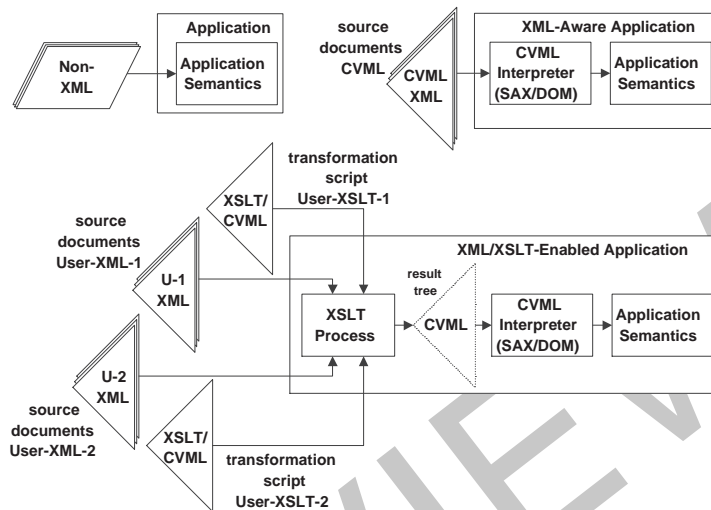 Non-
XML
Application
Application
Semantics
source
documents
CVML
CVML
XML
XML-Aware Application
CVML
Interpreter
(SAX/DOM)
Application
Semantics
XSLT/
CVML
transformation
script
User-XSLT-1
source
documents
User-XML-1
U-1
XML
XML/XSLT-Enabled Application
XSLT
Process
result
tree
CVML
CVML
Interpreter
(SAX/DOM)
Application
Semantics
U-2
XML
source
documents
User-XML-2
XSLT/
CVML
transformation
script
User-XSLT-2